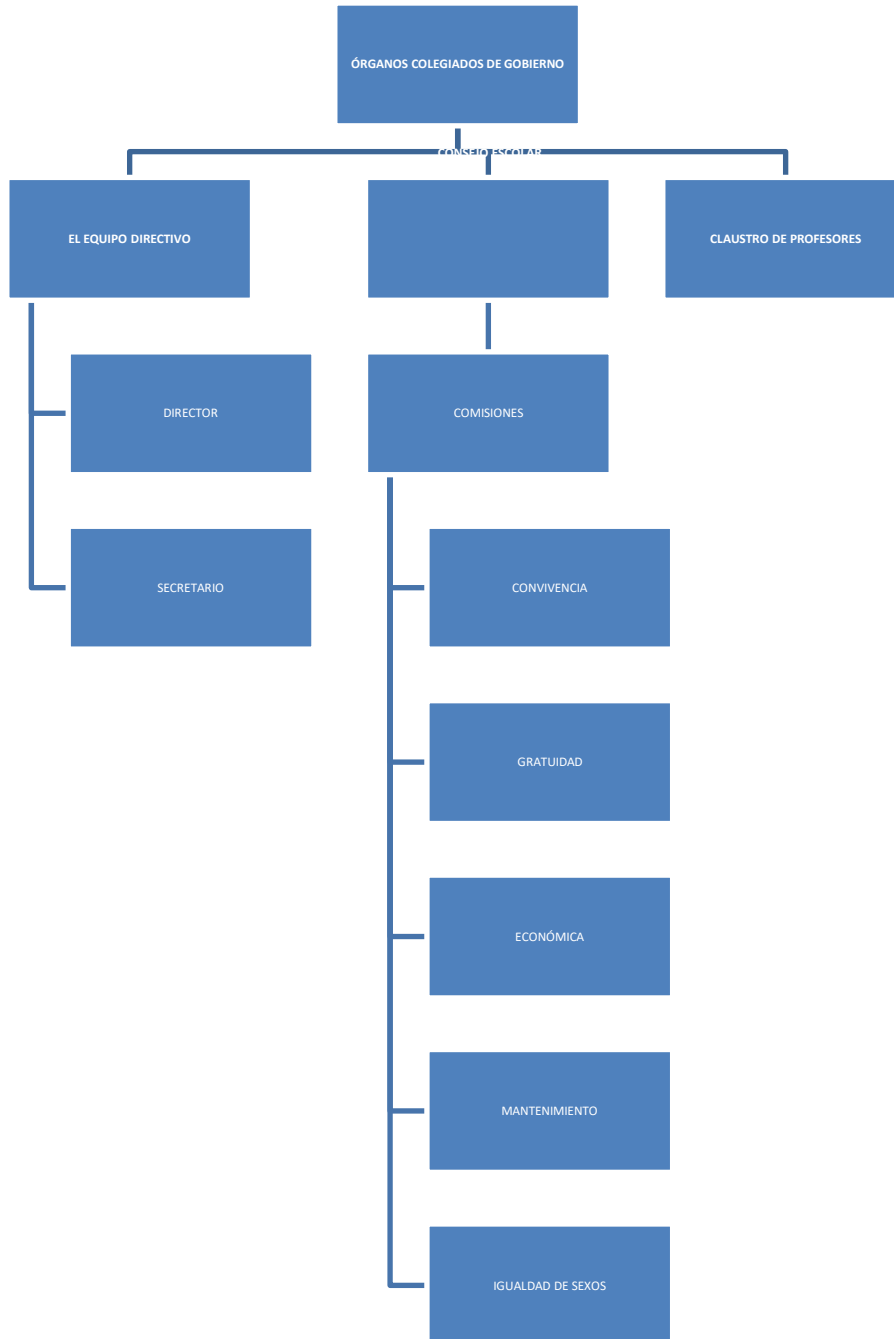 ÓRGANOS COLEGIADOS DE GOBIERNO
CONSEJO ESCOLAR
EL EQUIPO DIRECTIVO
CLAUSTRO DE PROFESORES
DIRECTOR
COMISIONES
SECRETARIO
CONVIVENCIA
GRATUIDAD
ECONÓMICA
MANTENIMIENTO
IGUALDAD DE SEXOS